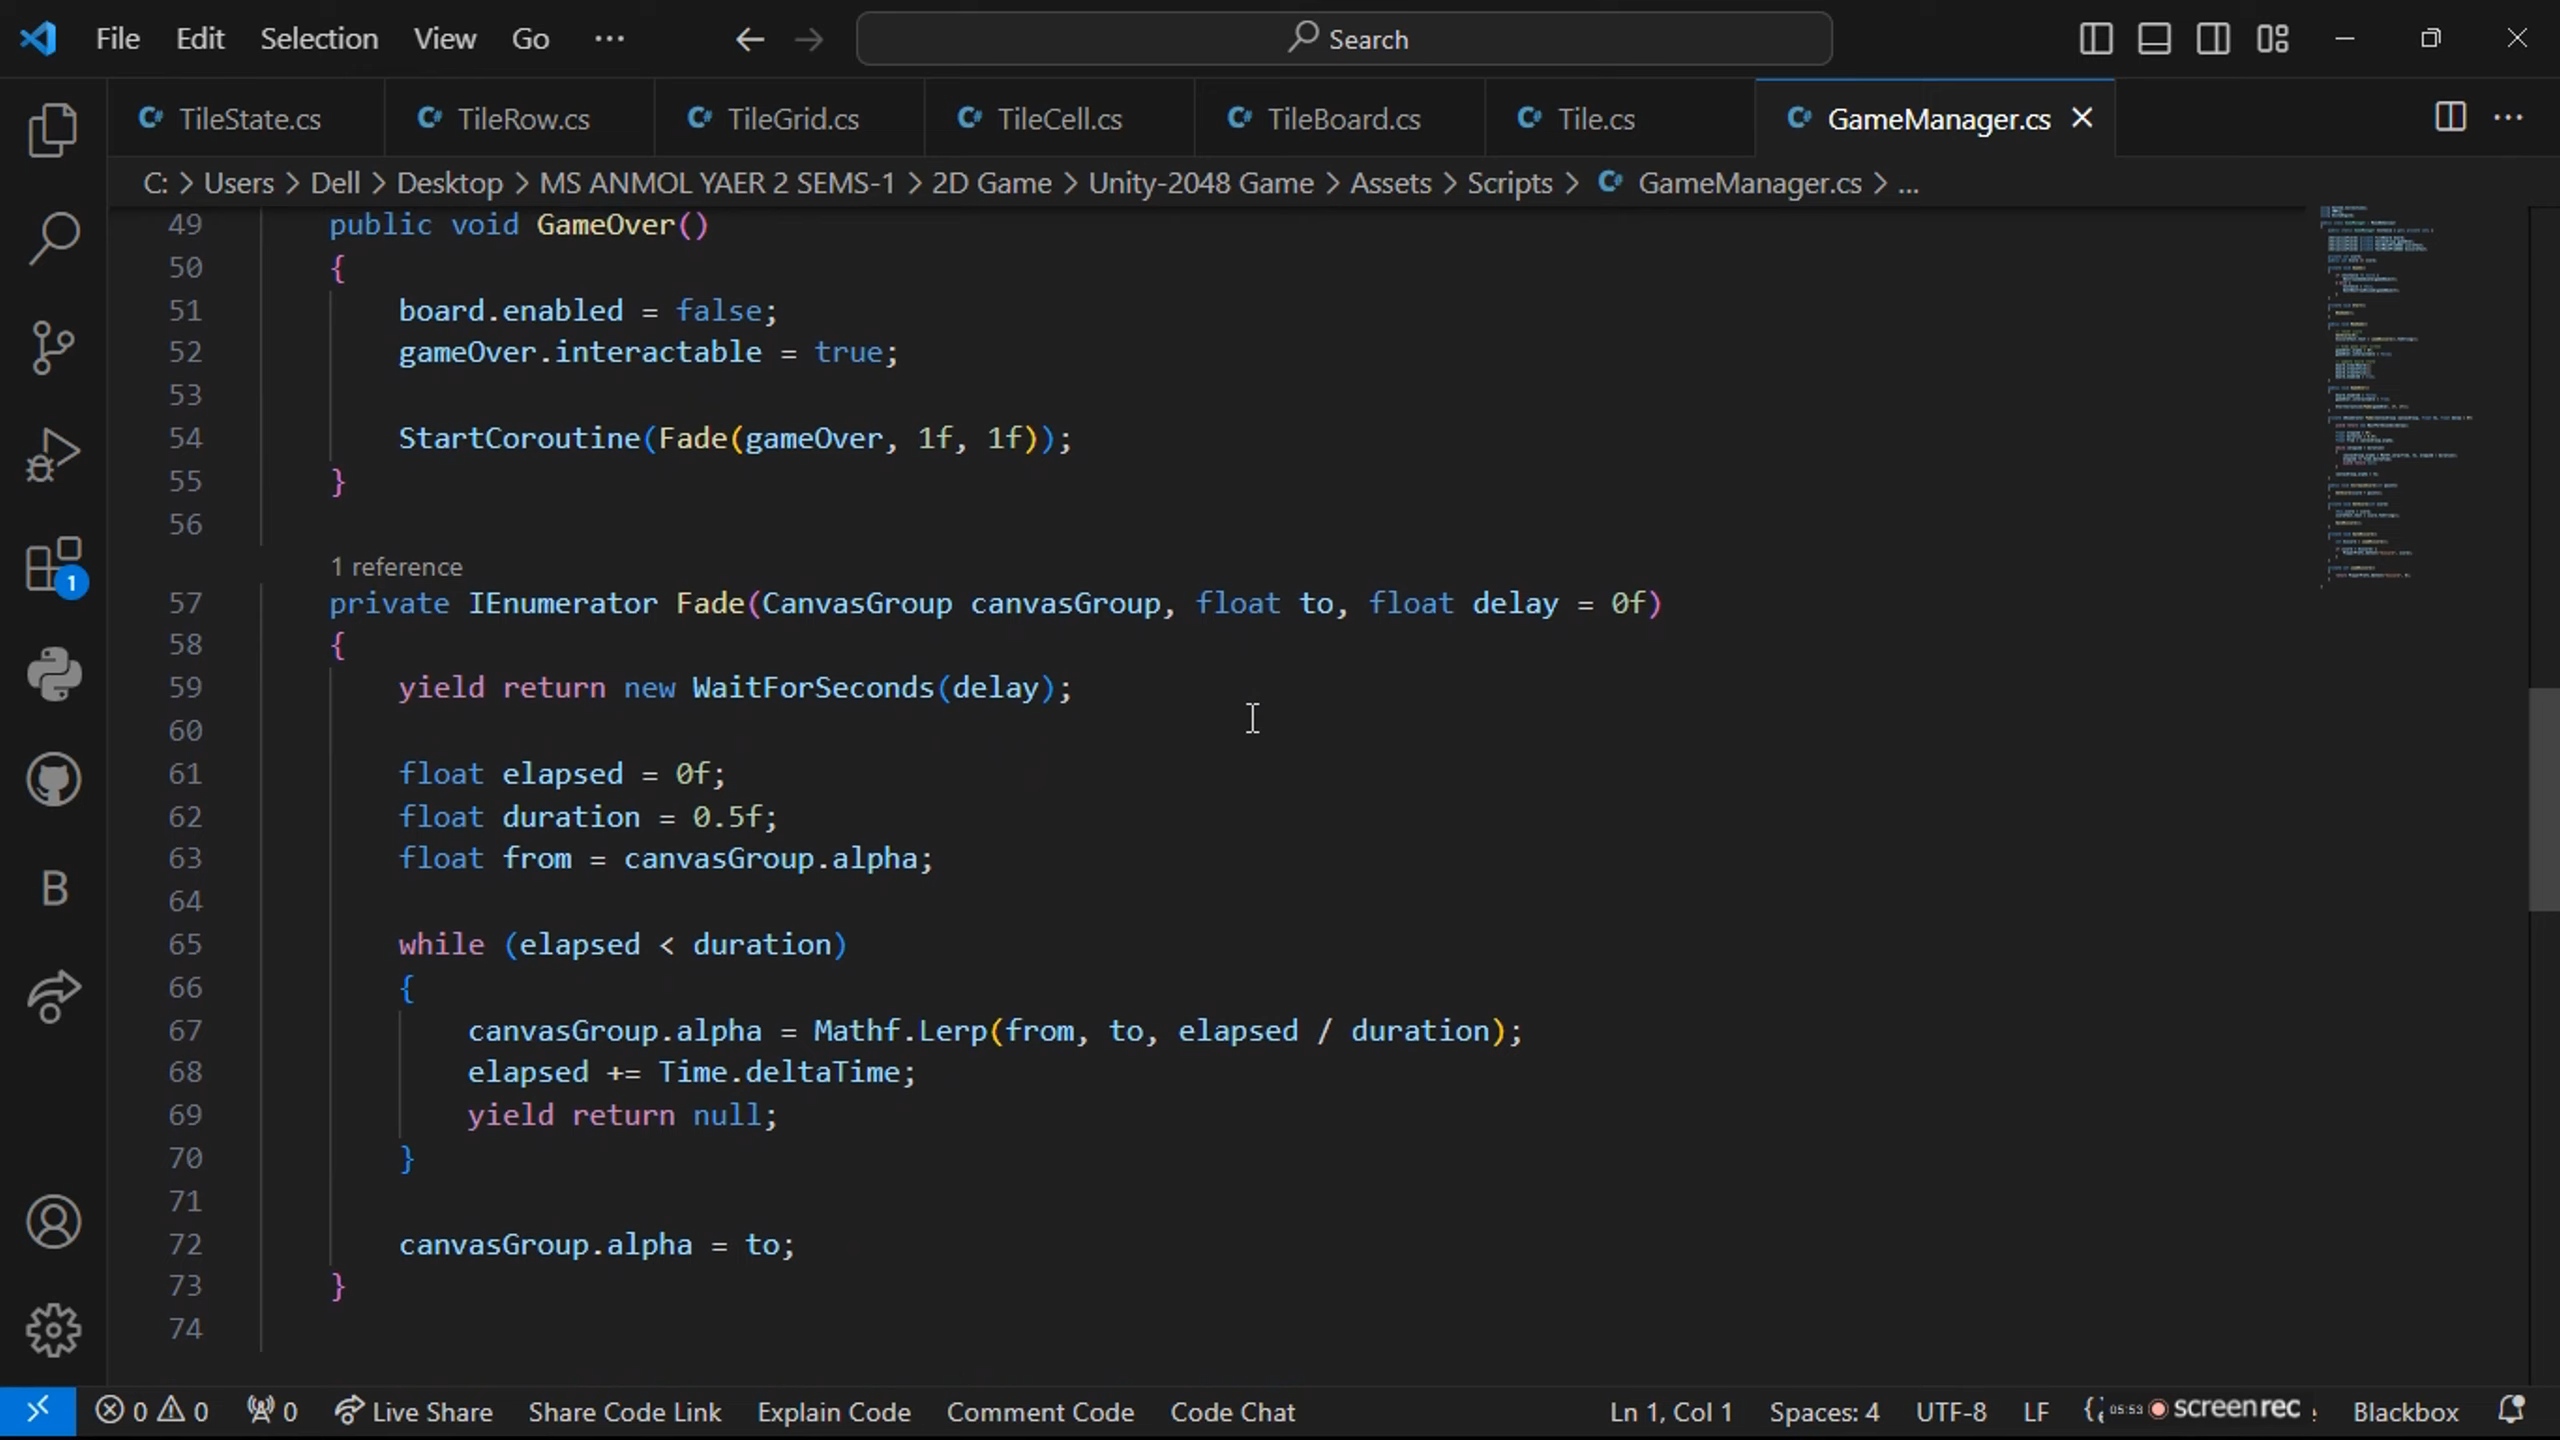 File Edit Selection View Go ... Search
TileState.cs TileRow.cs TileGrid.cs TileCell.cs TileBoard.cs Tile.cs GameManager.cs
C: > Users > Dell > Desktop > MS ANMOL YAER 2 SEMS-1 > 2D Game > Unity-2048 Game > Assets > Scripts > GameManager.cs > ...
49 public void GameOver()
50 {
51 board.enabled = false;
52 gameOver.interactable = true;
53
54 StartCoroutine(Fade(gameOver, 1f, 1f));
55 }
56
1 reference
57 private IEnumerator Fade(CanvasGroup canvasGroup, float to, float delay = 0f)
58 {
59 yield return new WaitForSeconds(delay);
60
61 float elapsed = 0f;
62 float duration = 0.5f;
63 float from = canvasGroup.alpha;
64
65 while (elapsed < duration)
66 {
67 canvasGroup.alpha = Mathf.Lerp(from, to, elapsed / duration);
68 elapsed += Time.deltaTime;
69 yield return null;
70 }
71
72 canvasGroup.alpha = to;
73 }
74
1
B
0 0 0 Live Share Share Code Link Explain Code Comment Code Code Chat Ln 1, Col 1 Spaces: 4 UTF-8 LF { 05:53 screenrec Blackbox